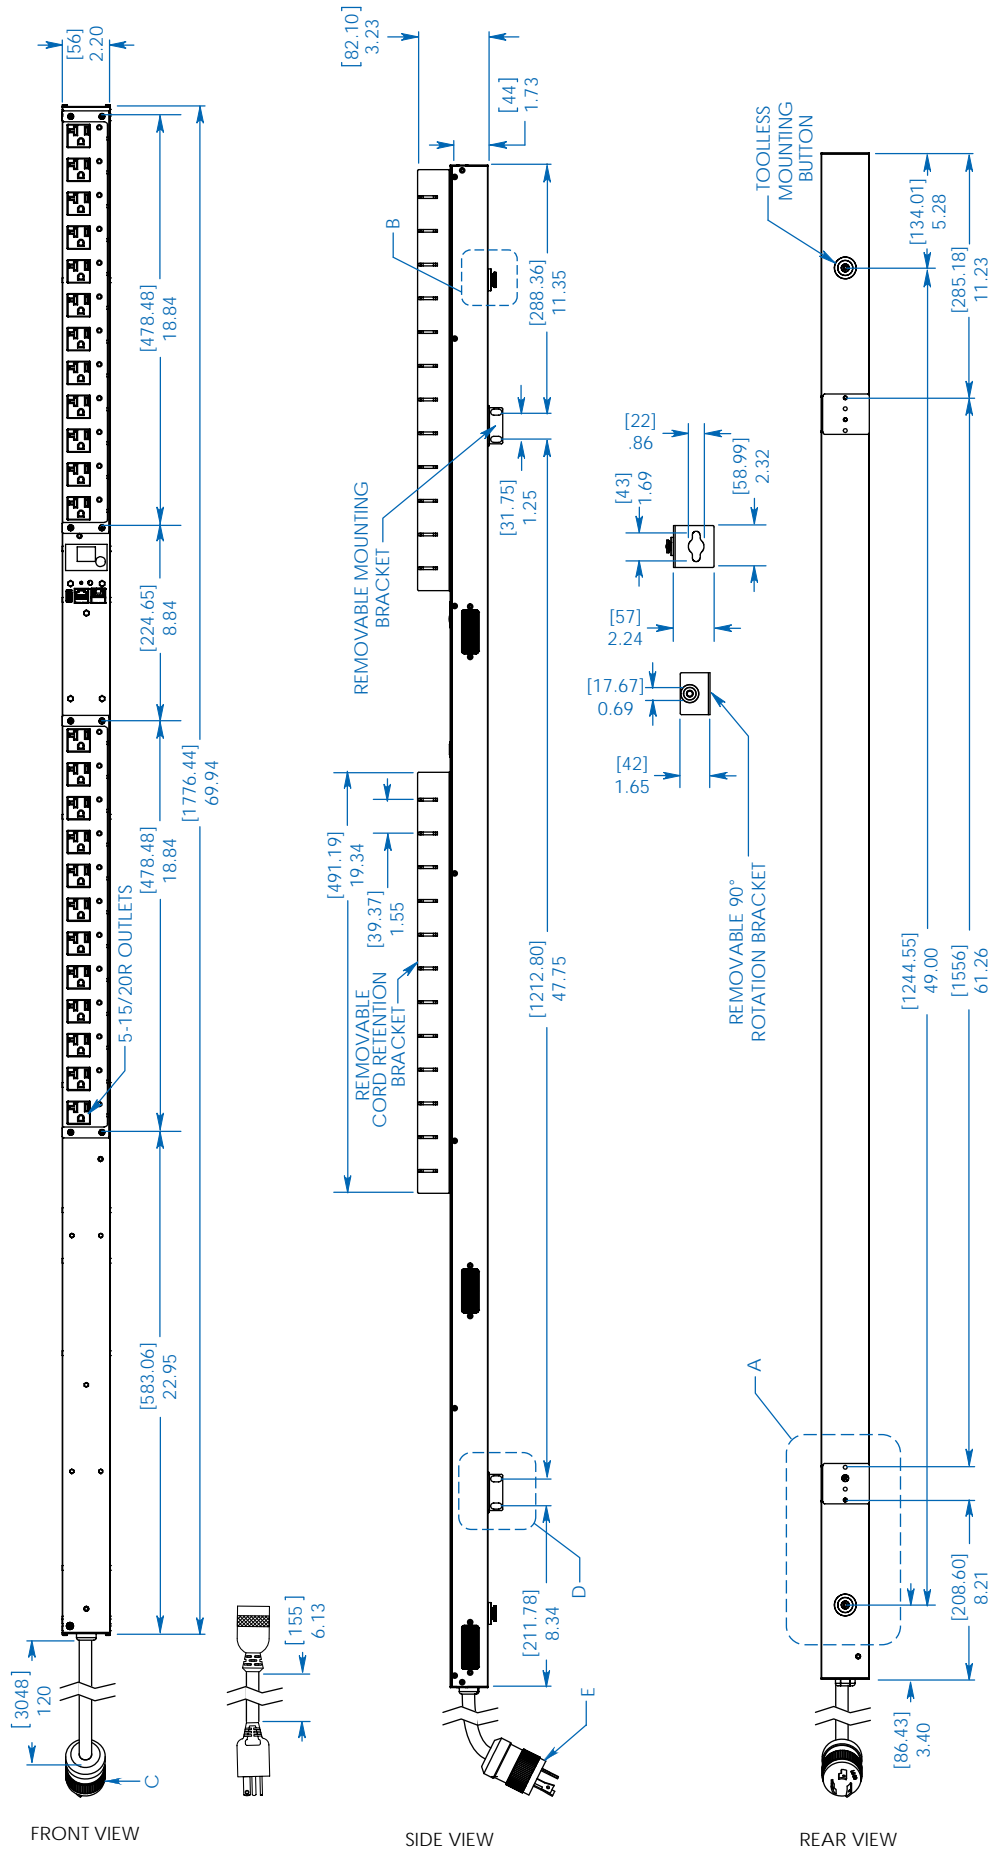 [56]
2.20
[478.48]
18.84
[224.65]
8.84
[1776.44]
69.94
[478.48]
18.84
5-15/20R OUTLETS
[583.06]
22.95
[3048]
120
C
[155 ]
6.13
FRONT VIEW
[82.10]
3.23
[44]
1.73
B
[288.36]
11.35
[31.75]
1.25
REMOVABLE MOUNTING
BRACKET
[491.19]
19.34
[39.37]
1.55
REMOVABLE
CORD RETENTION
BRACKET
[1212.80]
47.75
D
[211.78]
8.34
E
SIDE VIEW
[22]
.86
[43]
1.69
[58.99]
2.32
[57]
2.24
[17.67]
0.69
[42]
1.65
REMOVABLE 90°
ROTATION BRACKET
TOOLLESS
MOUNTING
BUTTON
[134.01]
5.28
[285.18]
11.23
[1244.55]
49.00
[1556]
61.26
A
[208.60]
8.21
[86.43]
3.40
REAR VIEW